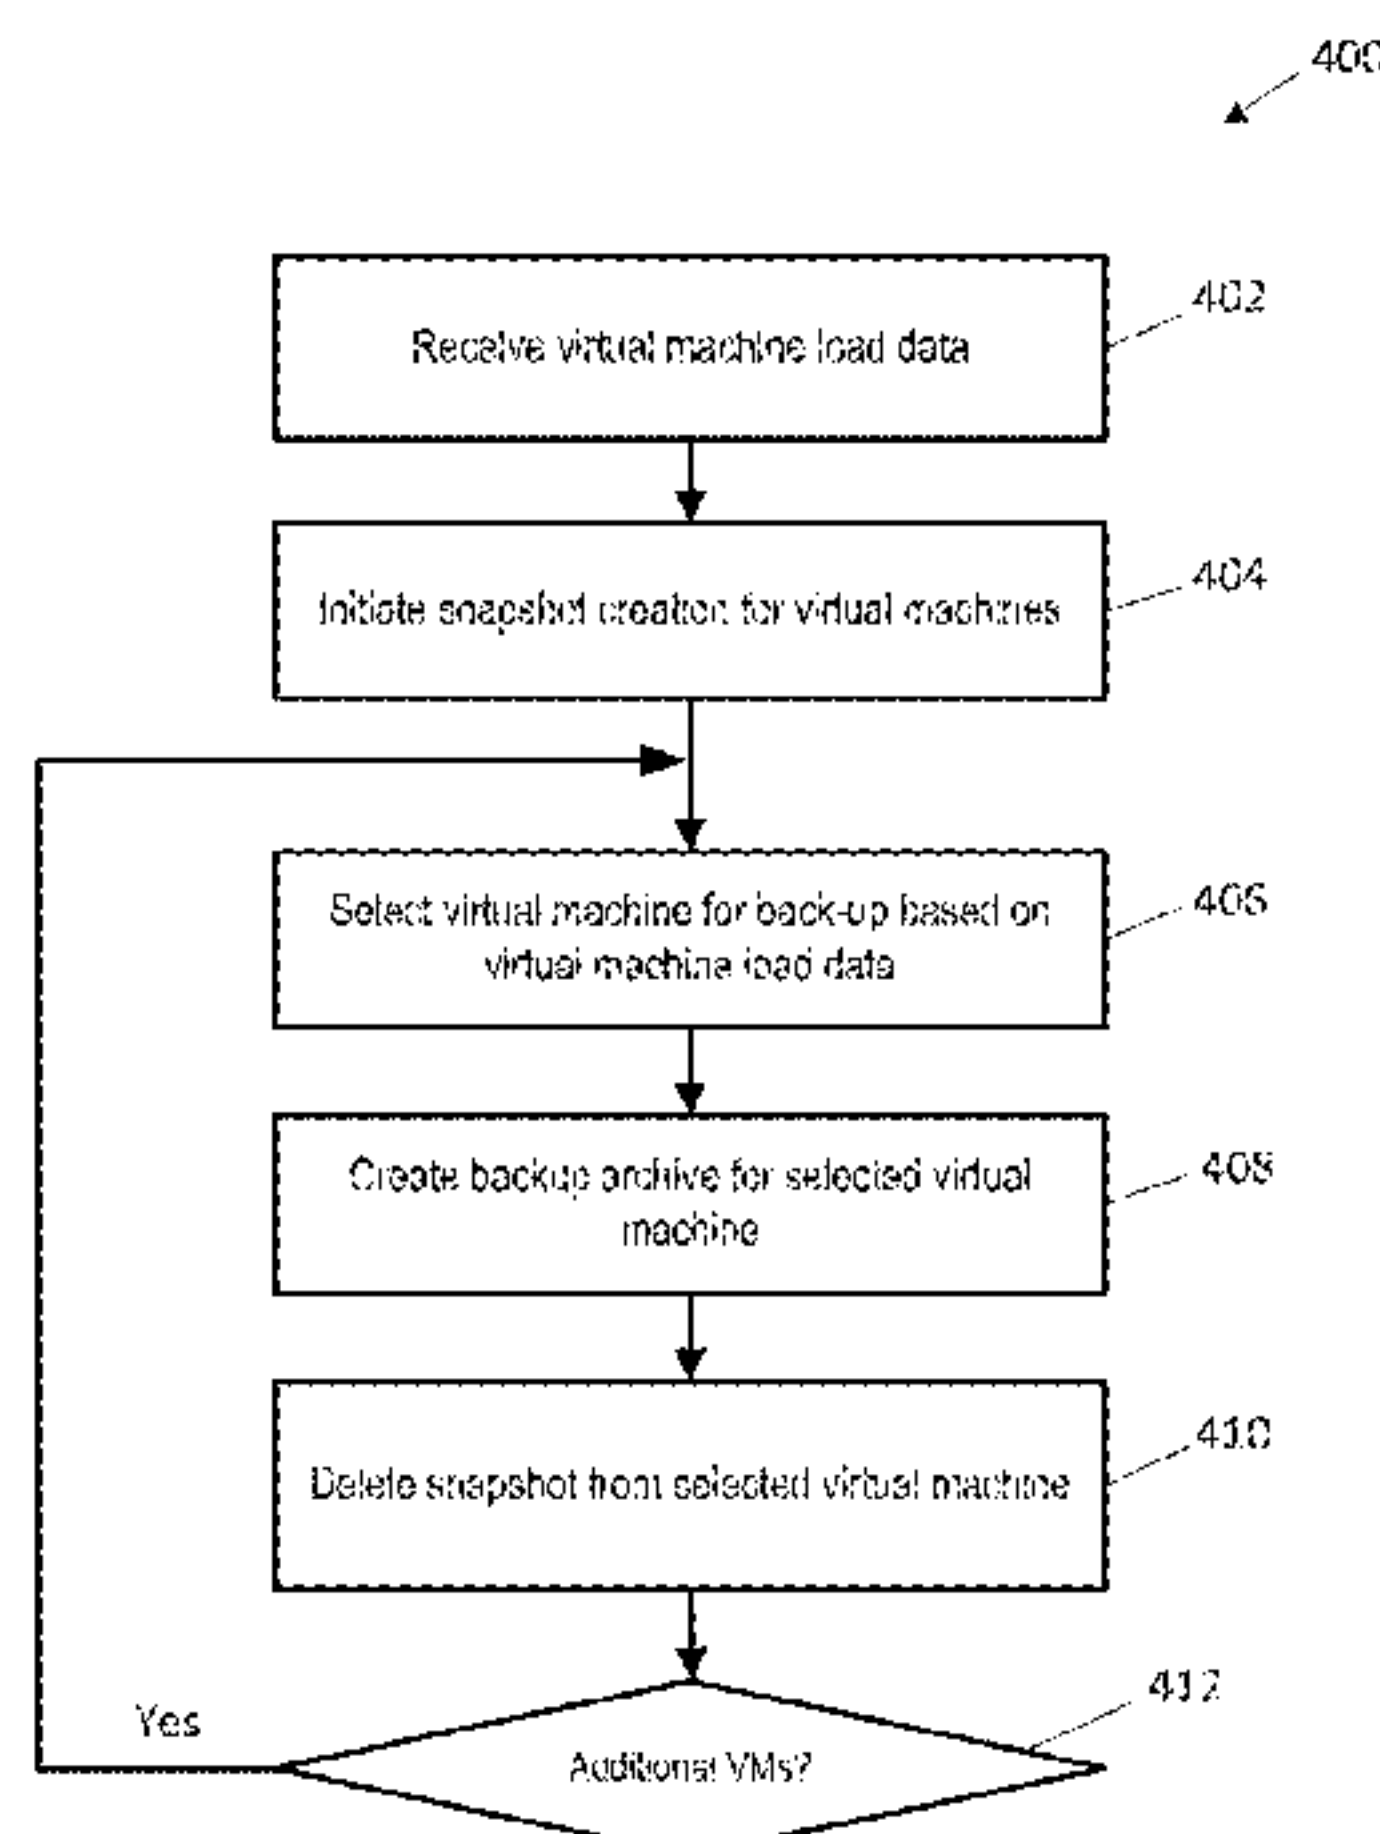 400
Receive virtual machine load data
402
Initiate snapshot creation for virtual machines
404
Select virtual machine for back-up based on
virtual machine load data
406
Create backup archive for selected virtual
machine
408
Delete snapshot from selected virtual machine
410
412
Yes
Additional VMs?